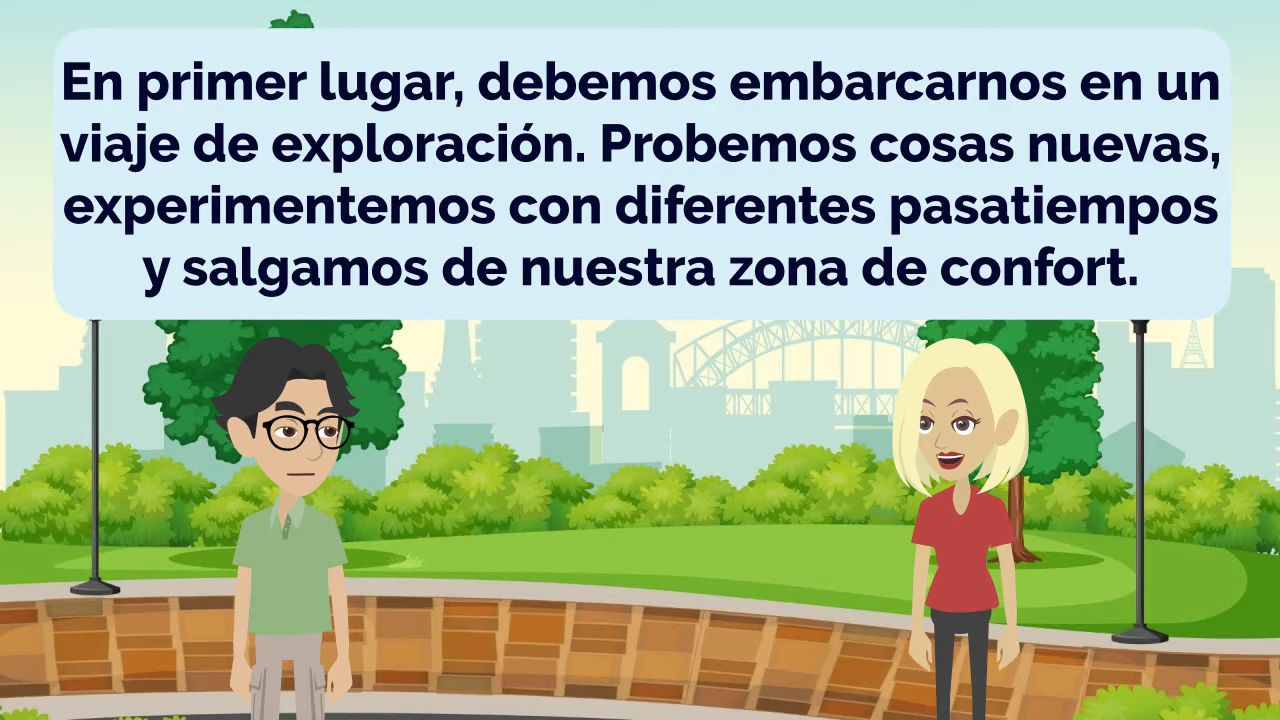 En primer lugar, debemos embarcarnos en un
viaje de exploración. Probemos cosas nuevas,
experimentemos con diferentes pasatiempos
y salgamos de nuestra zona de confort.